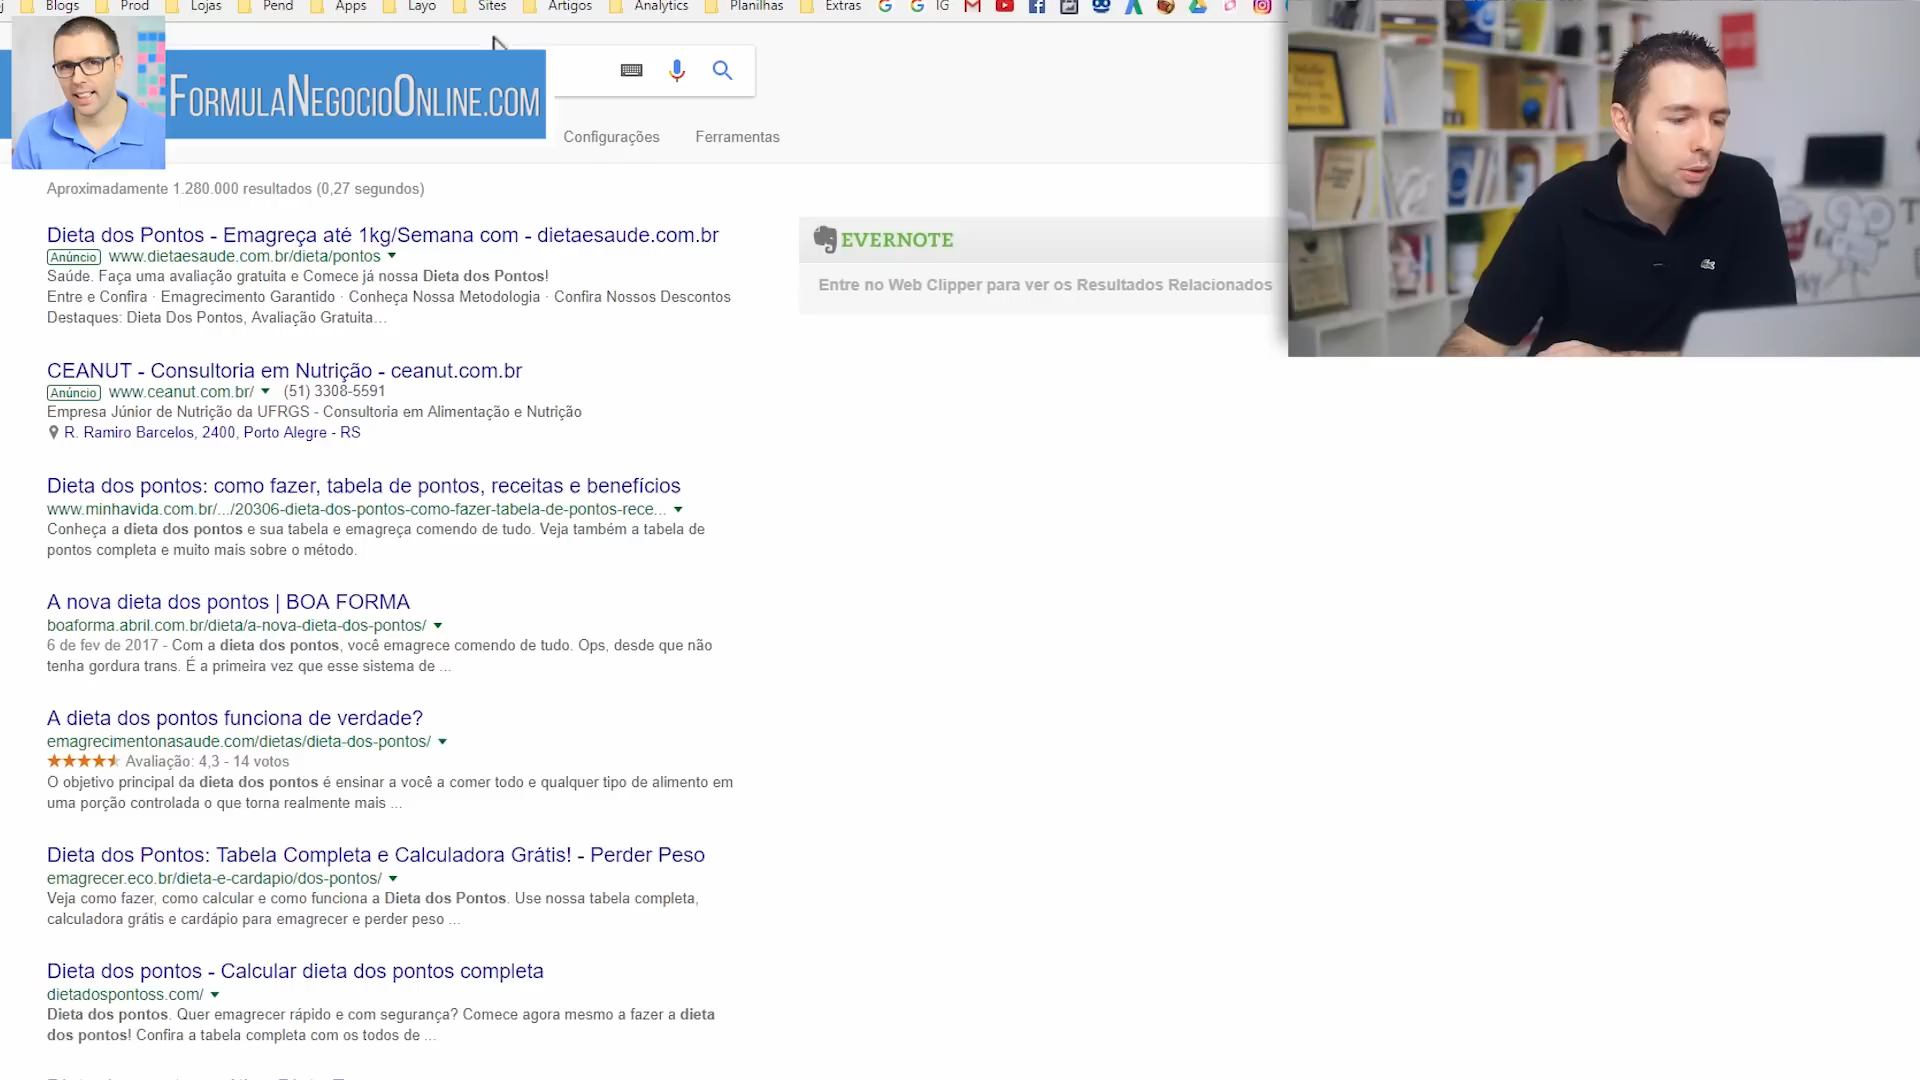 Blogs Prod Lojas Pend Apps Layo Sites Artigos Analytics Planilhas Extras IG
FORMULANEGOCIOONLINE.COM
Configurações Ferramentas
Aproximadamente 1.280.000 resultados (0,27 segundos)
Dieta dos Pontos - Emagreça até 1kg/Semana com - dietaesaude.com.br
Anúncio www.dietaesaude.com.br/dieta/pontos
Saúde. Faça uma avaliação gratuita e Comece já nossa Dieta dos Pontos!
Entre e Confira · Emagrecimento Garantido · Conheça Nossa Metodologia · Confira Nossos Descontos
Destaques: Dieta Dos Pontos, Avaliação Gratuita…
EVERNOTE
Entre no Web Clipper para ver os Resultados Relacionados
CEANUT - Consultoria em Nutrição - ceanut.com.br
Anúncio www.ceanut.com.br/ (51) 3308-5591
Empresa Júnior de Nutrição da UFRGS - Consultoria em Alimentação e Nutrição
R. Ramiro Barcelos, 2400, Porto Alegre - RS
Dieta dos pontos: como fazer, tabela de pontos, receitas e benefícios
www.minhavida.com.br/.../20306-dieta-dos-pontos-como-fazer-tabela-de-pontos-rece...
Conheça a dieta dos pontos e sua tabela e emagreça comendo de tudo. Veja também a tabela de
pontos completa e muito mais sobre o método.
A nova dieta dos pontos | BOA FORMA
boaforma.abril.com.br/dieta/a-nova-dieta-dos-pontos/
6 de fev de 2017 - Com a dieta dos pontos, você emagrece comendo de tudo. Ops, desde que não
tenha gordura trans. É a primeira vez que esse sistema de ...
A dieta dos pontos funciona de verdade?
emagrecimentonasaude.com/dietas/dieta-dos-pontos/
Avaliação: 4,3 - 14 votos
O objetivo principal da dieta dos pontos é ensinar a você a comer todo e qualquer tipo de alimento em
uma porção controlada o que torna realmente mais ...
Dieta dos Pontos: Tabela Completa e Calculadora Grátis! - Perder Peso
emagrecer.eco.br/dieta-e-cardapio/dos-pontos/
Veja como fazer, como calcular e como funciona a Dieta dos Pontos. Use nossa tabela completa,
calculadora grátis e cardápio para emagrecer e perder peso ...
Dieta dos pontos - Calcular dieta dos pontos completa
dietadospontoss.com/
Dieta dos pontos. Quer emagrecer rápido e com segurança? Comece agora mesmo a fazer a dieta
dos pontos! Confira a tabela completa com os todos de ...